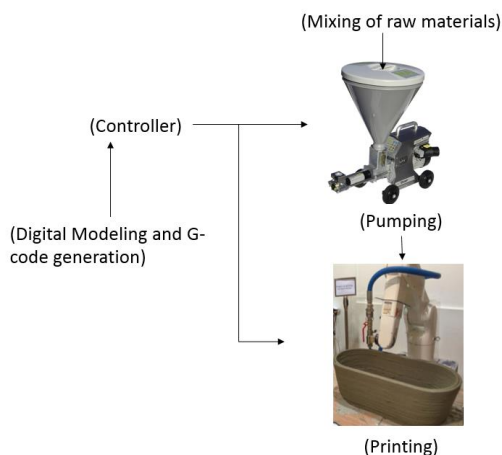 (Mixing of raw materials)
(Controller)
(Digital Modeling and G-
code generation)
(Pumping)
(Printing)